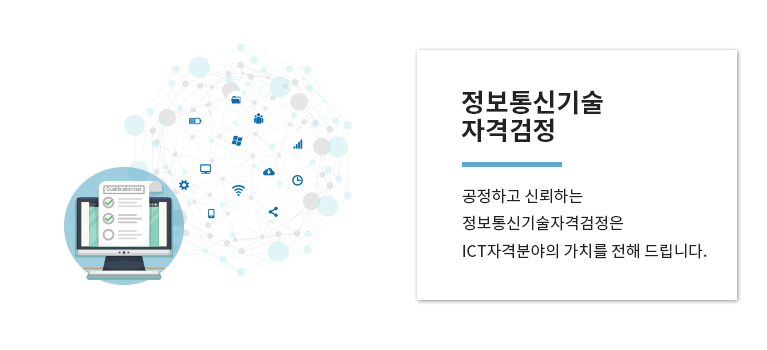 Qualification test
정보통신기술
자격검정
공정하고 신뢰하는
정보통신기술자격검정은
ICT자격분야의 가치를 전해 드립니다.